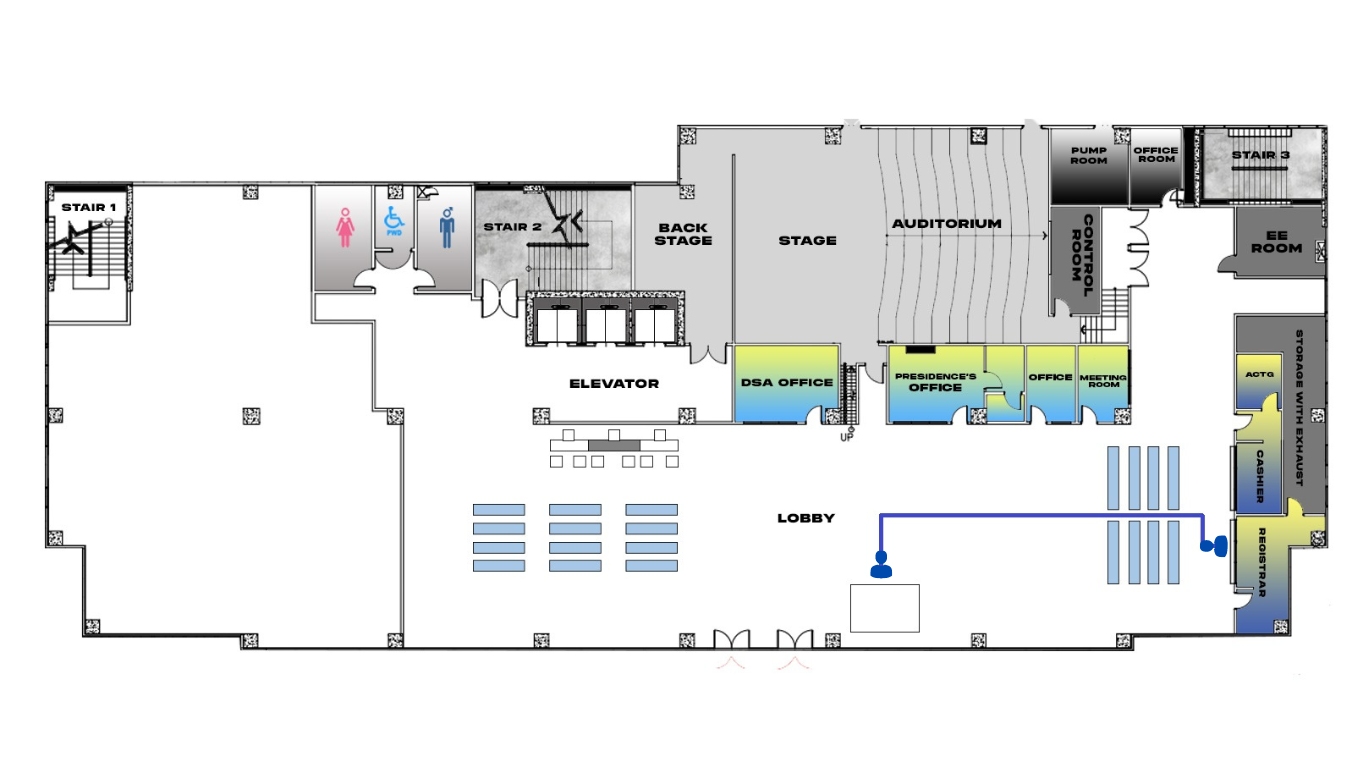 STAIR 1
PWD
STAIR 2
BACK
STAGE
STAGE
AUDITORIUM
PUMP
ROOM
OFFICE
ROOM
STAIR 3
CONTROL
ROOM
EE
ROOM
ELEVATOR
DSA OFFICE
UP
PRESIDENCE'S
OFFICE
OFFICE
MEETING
ROOM
ACTG
STORAGE WITH EXHAUST
CASHIER
LOBBY
REGISTRAR